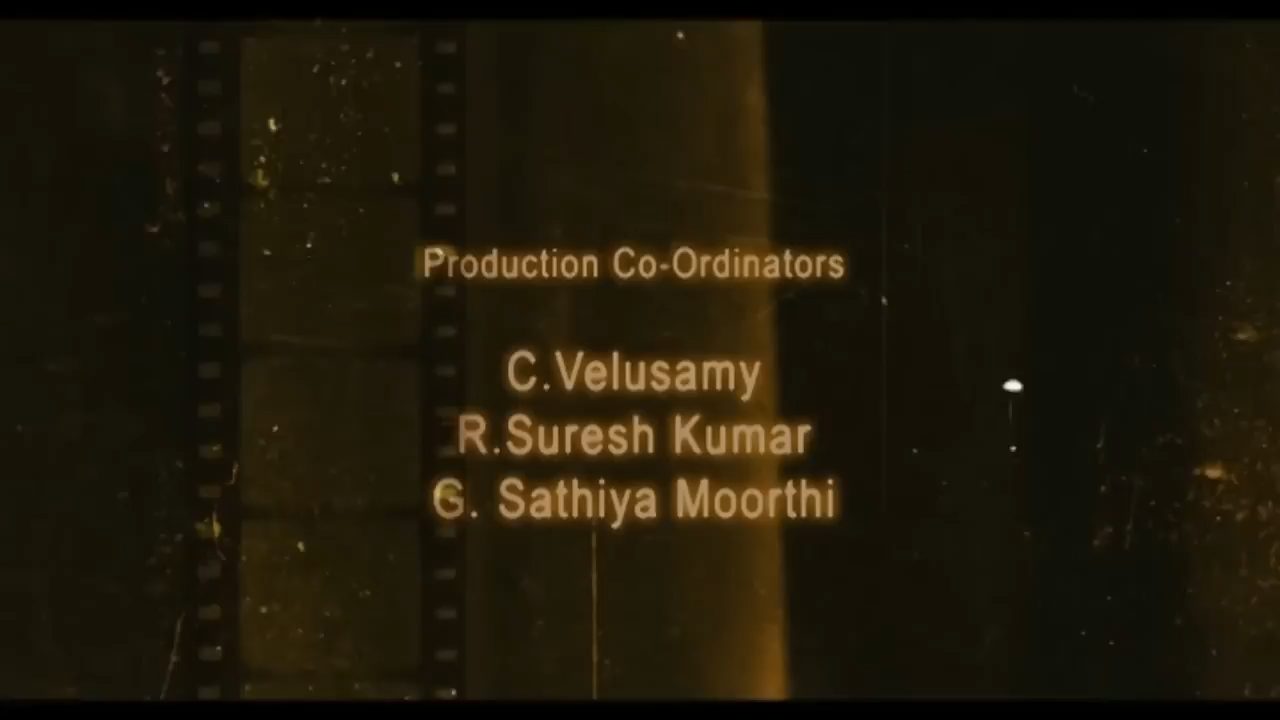 Production Co-Ordinators
C.Velusamy
R.Suresh Kumar
G. Sathiya Moorthi